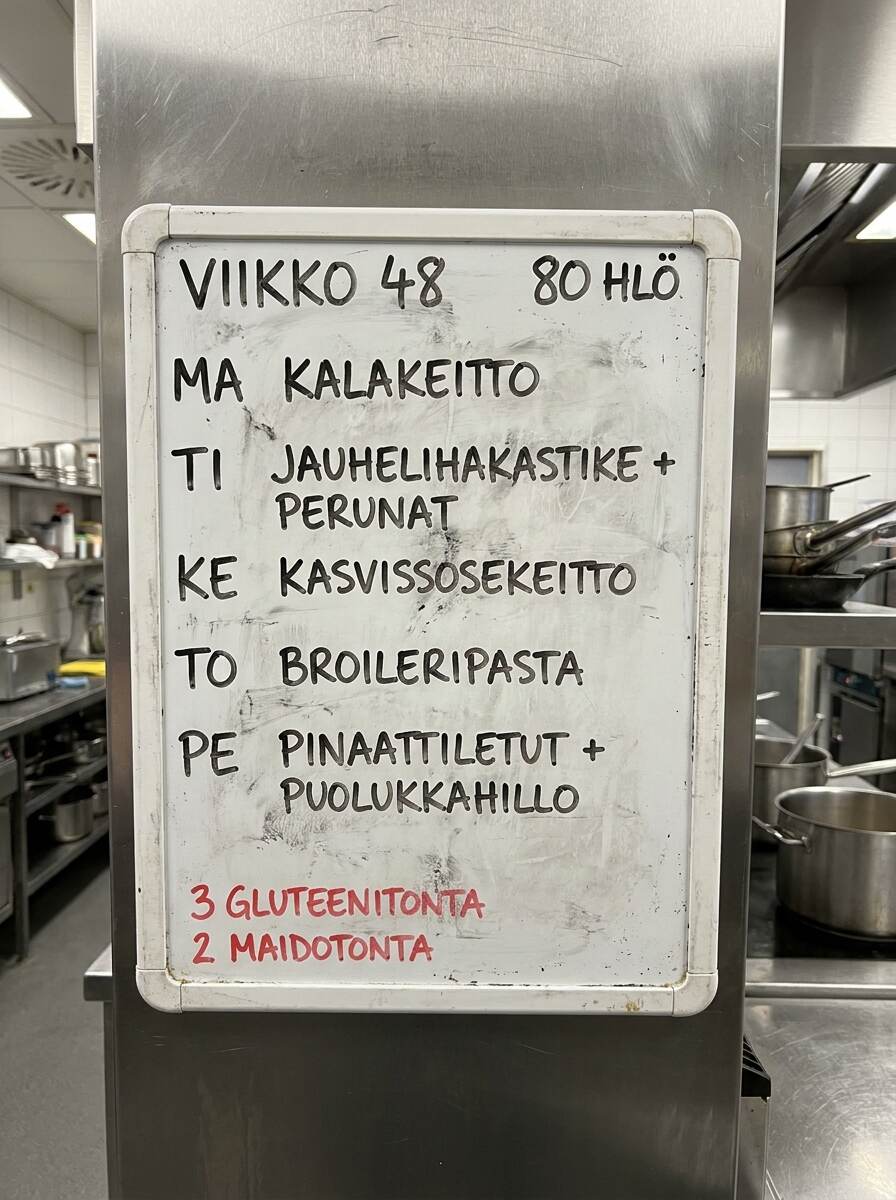 VIIKKO 48 80 HLÖ
MA KALAKEITTO
TI JAUHELIHAKASTIKE +
PERUNAT
KE KASVISSOSEKEITTO
TO BROILERIPASTA
PE PINAATTILETUT +
PUOLUKKAHILLO
3 GLUTEENITONTA
2 MAIDOTONTA